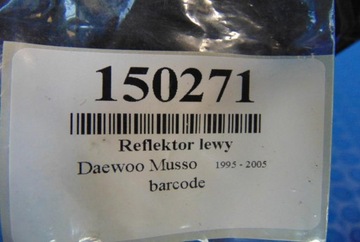 150271
Reflektor lewy
Daewoo Musso 1995 - 2005
barcode